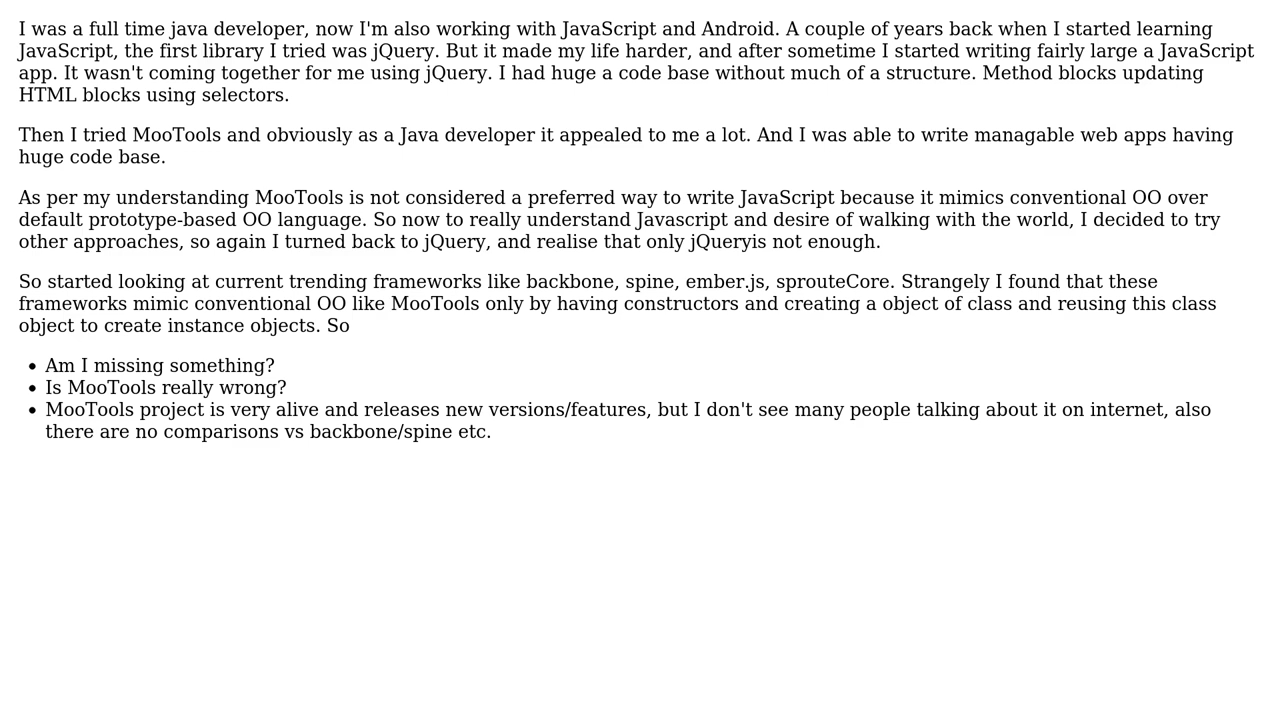 I was a full time java developer, now I'm also working with JavaScript and Android. A couple of years back when I started learning
JavaScript, the first library I tried was jQuery. But it made my life harder, and after sometime I started writing fairly large a JavaScript
app. It wasn't coming together for me using jQuery. I had huge a code base without much of a structure. Method blocks updating
HTML blocks using selectors.
Then I tried MooTools and obviously as a Java developer it appealed to me a lot. And I was able to write managable web apps having
huge code base.
As per my understanding MooTools is not considered a preferred way to write JavaScript because it mimics conventional OO over
default prototype-based OO language. So now to really understand Javascript and desire of walking with the world, I decided to try
other approaches, so again I turned back to jQuery, and realise that only jQueryis not enough.
So started looking at current trending frameworks like backbone, spine, ember.js, sprouteCore. Strangely I found that these
frameworks mimic conventional OO like MooTools only by having constructors and creating a object of class and reusing this class
object to create instance objects. So
• Am I missing something?
• Is MooTools really wrong?
• MooTools project is very alive and releases new versions/features, but I don't see many people talking about it on internet, also
there are no comparisons vs backbone/spine etc.